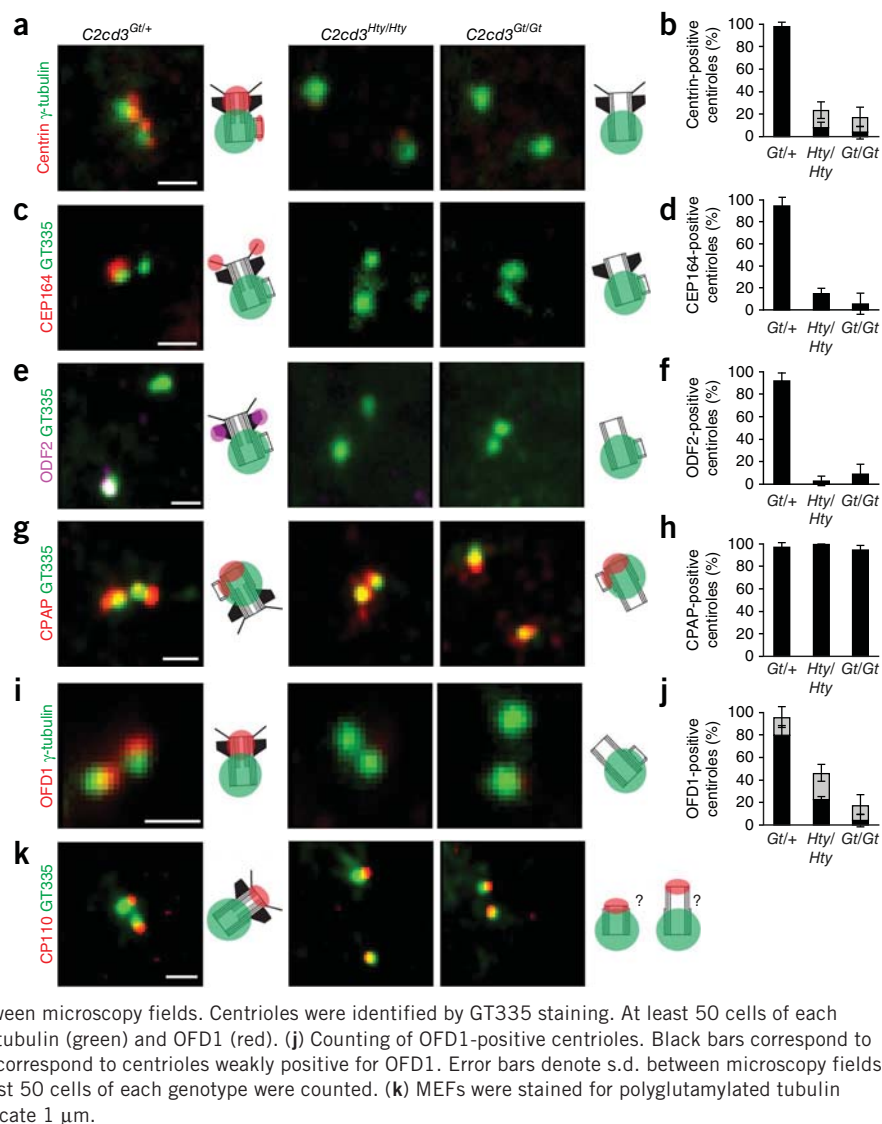 a
C2cd3Gt/+
C2cd3Hty/Hty
C2cd3Gt/Gt
Centrin γ-tubulin
b
Centrin-positive
centrioles (%)
100
80
60
40
20
0
Gt/+ Hty/ Gt/Gt
Hty
c
CEP164 GT335
d
CEP164-positive
centrioles (%)
100
80
60
40
20
0
Gt/+ Hty/ Gt/Gt
Hty
e
ODF2 GT335
f
ODF2-positive
centrioles (%)
100
80
60
40
20
0
Gt/+ Hty/ Gt/Gt
Hty
g
CPAP GT335
h
CPAP-positive
centrioles (%)
100
80
60
40
20
0
Gt/+ Hty/ Gt/Gt
Hty
i
OFD1 γ-tubulin
j
OFD1-positive
centrioles (%)
100
80
60
40
20
0
Gt/+ Hty/ Gt/Gt
Hty
k
CP110 GT335
? ?
ween microscopy fields. Centrioles were identified by GT335 staining. At least 50 cells of each
tubulin (green) and OFD1 (red). (j) Counting of OFD1-positive centrioles. Black bars correspond to
correspond to centrioles weakly positive for OFD1. Error bars denote s.d. between microscopy fields
st 50 cells of each genotype were counted. (k) MEFs were stained for polyglutamylated tubulin
cate 1 μm.